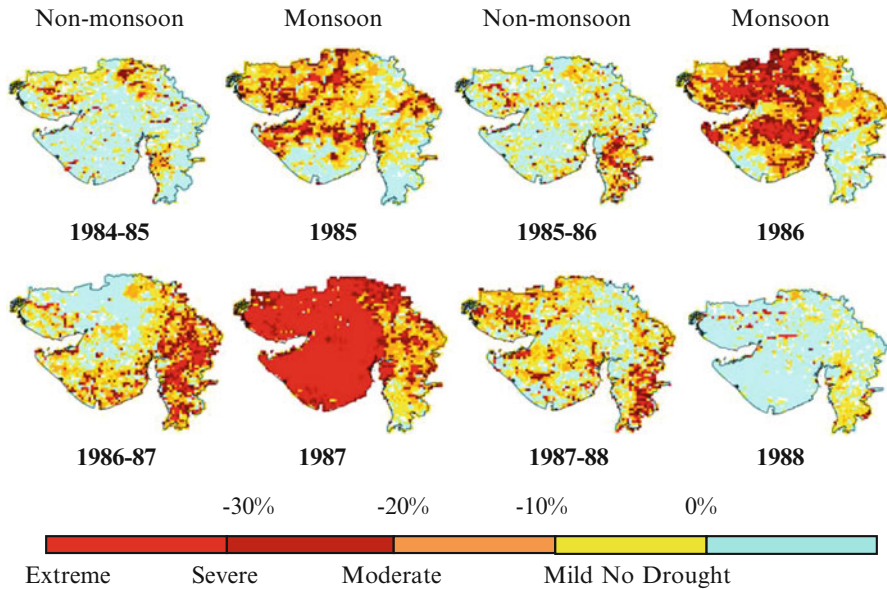 Non-monsoon Monsoon Non-monsoon Monsoon
1984-85 1985 1985-86 1986
1986-87 1987 1987-88 1988
-30% -20% -10% 0%
Extreme Severe Moderate Mild No Drought